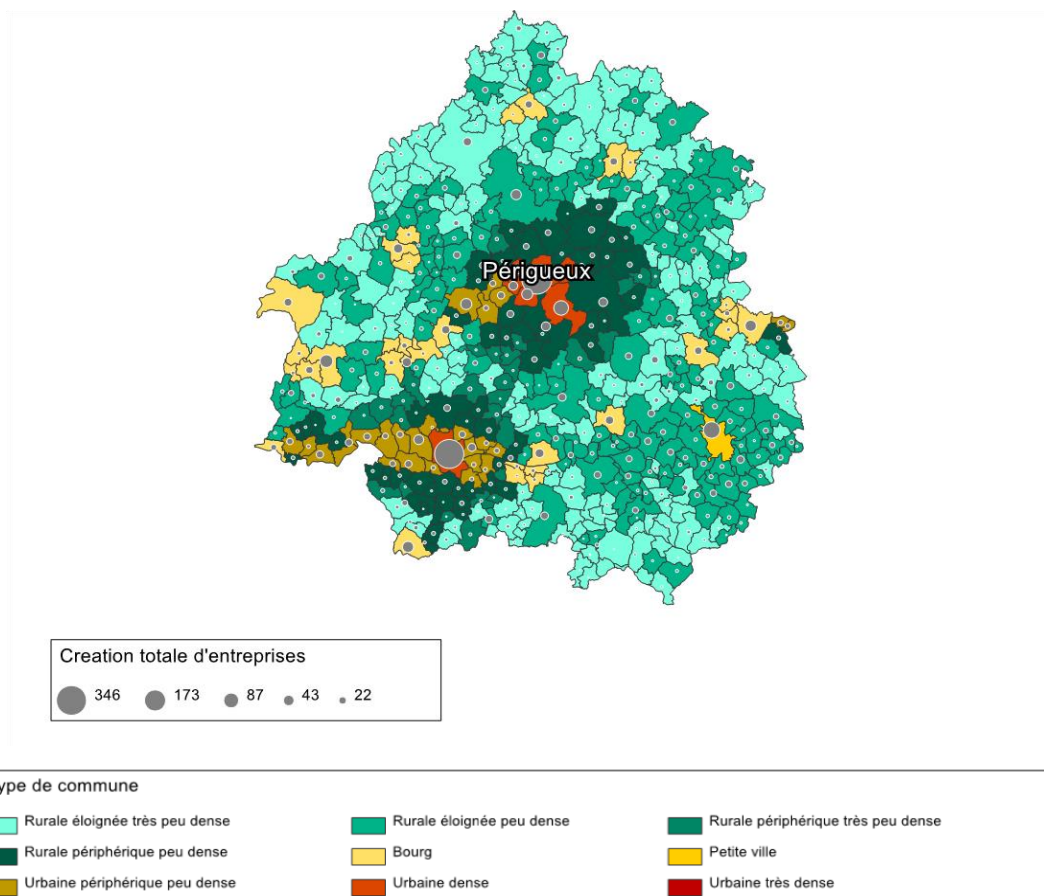 Périgueux
Creation totale d'entreprises
346 173 87 43 22
ype de commune
Rurale éloignée très peu dense Rurale éloignée peu dense Rurale périphérique très peu dense
Rurale périphérique peu dense Bourg Petite ville
Urbaine périphérique peu dense Urbaine dense Urbaine très dense